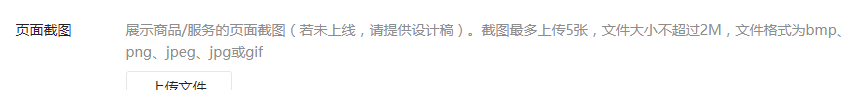 页面截图
展示商品/服务的页面截图（若未上线，请提供设计稿）。截图最多上传5张，文件大小不超过2M，文件格式为bmp、
png、jpeg、jpg或gif
上传文件